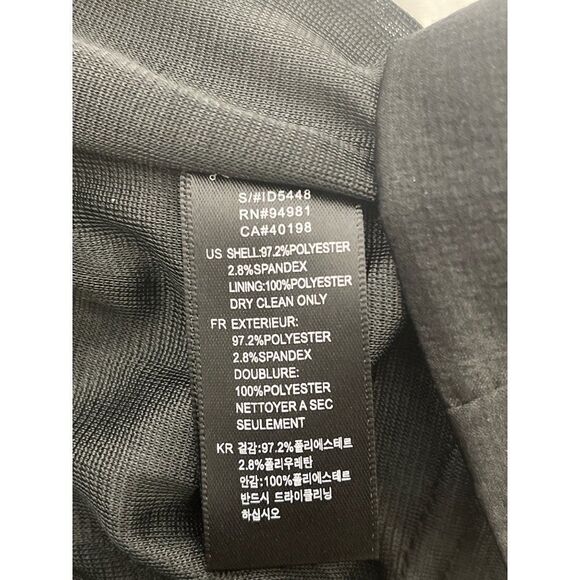 S/#ID5448
RN#94981
CA#40198
US SHELL:97.2%POLYESTER
2.8%SPANDEX
LINING:100%POLYESTER
DRY CLEAN ONLY
FR EXTERIEUR:
97.2%POLYESTER
2.8%SPANDEX
DOUBLURE:
100%POLYESTER
NETTOYER A SEC
SEULEMENT
KR 겉감:97.2%폴리에스테르
2.8%폴리우레탄
안감:100%폴리에스테르
반드시 드라이클리닝
하십시오